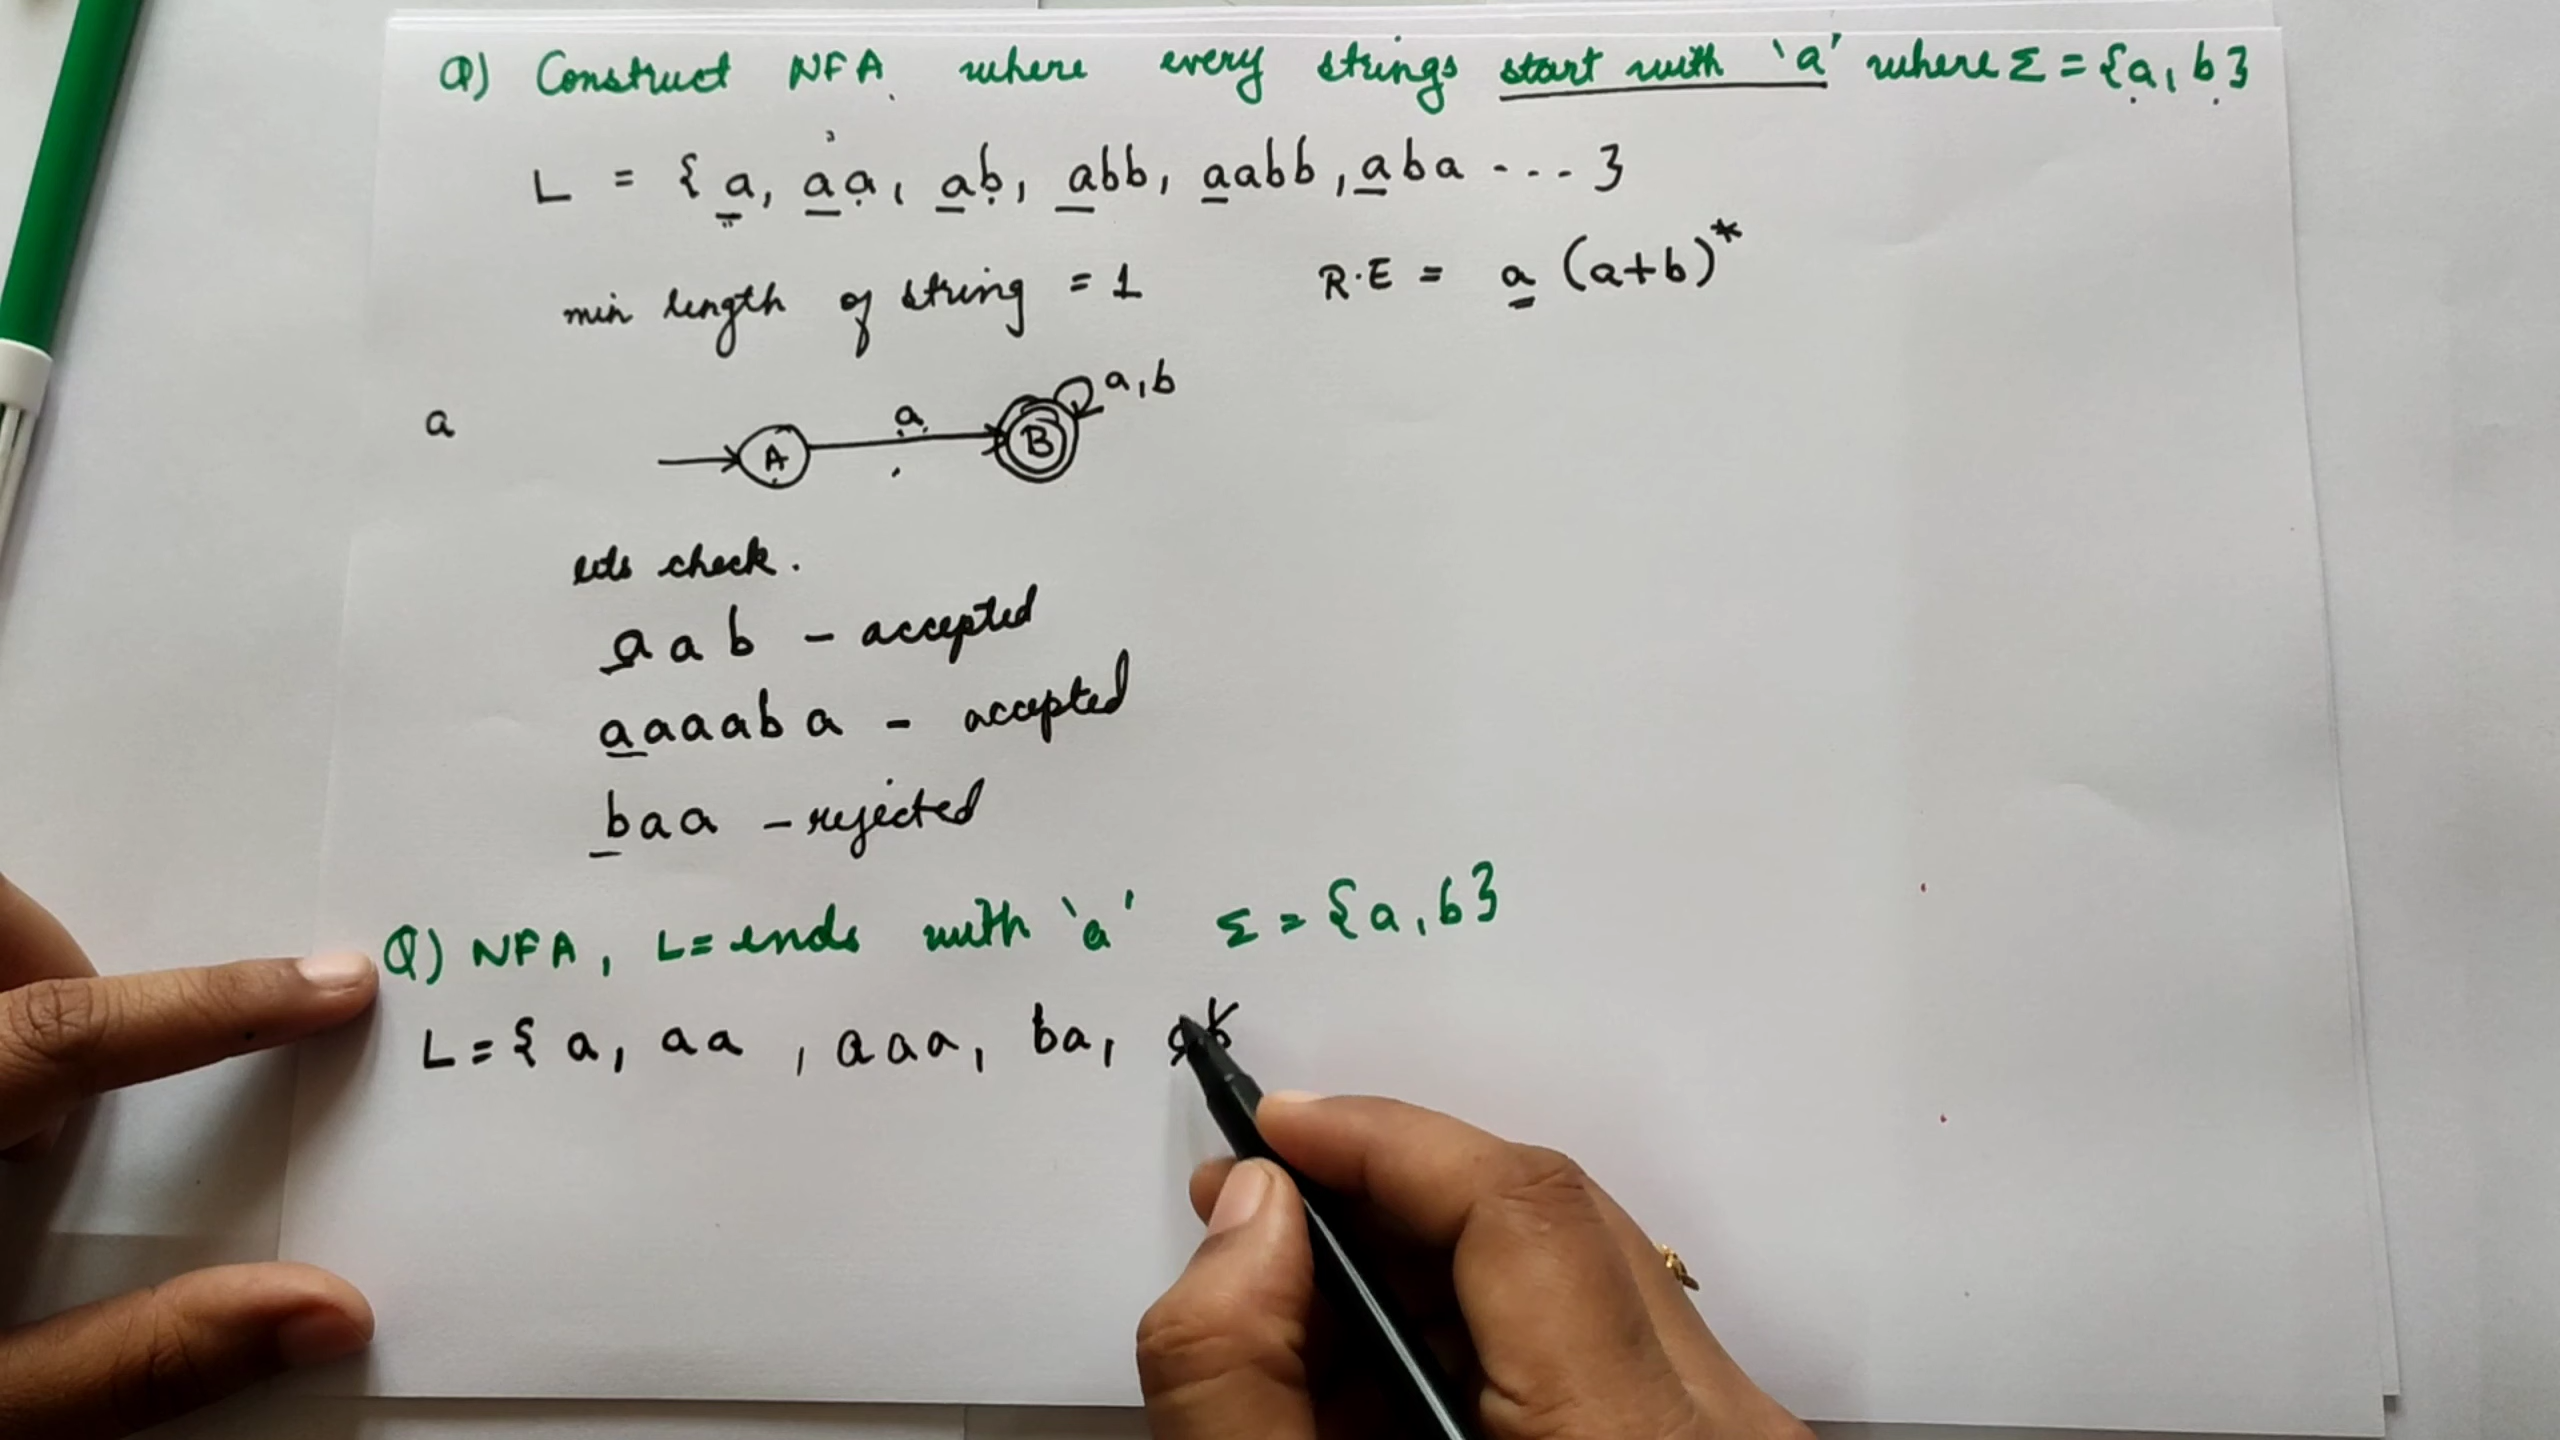 Q) Construct NFA where every strings start with 'a' where Σ = {a, b}
L = { a, aa, ab, abb, aabb, aba ---- }
min length of string = 1
R.E = a (a+b)*
a
a
a,b
A
B
lets check.
aab - accepted
aaaaba - accepted
baa - rejected
Q) NFA, L = ends with 'a' Σ = {a, b}
L = { a, aa , aaa, ba,